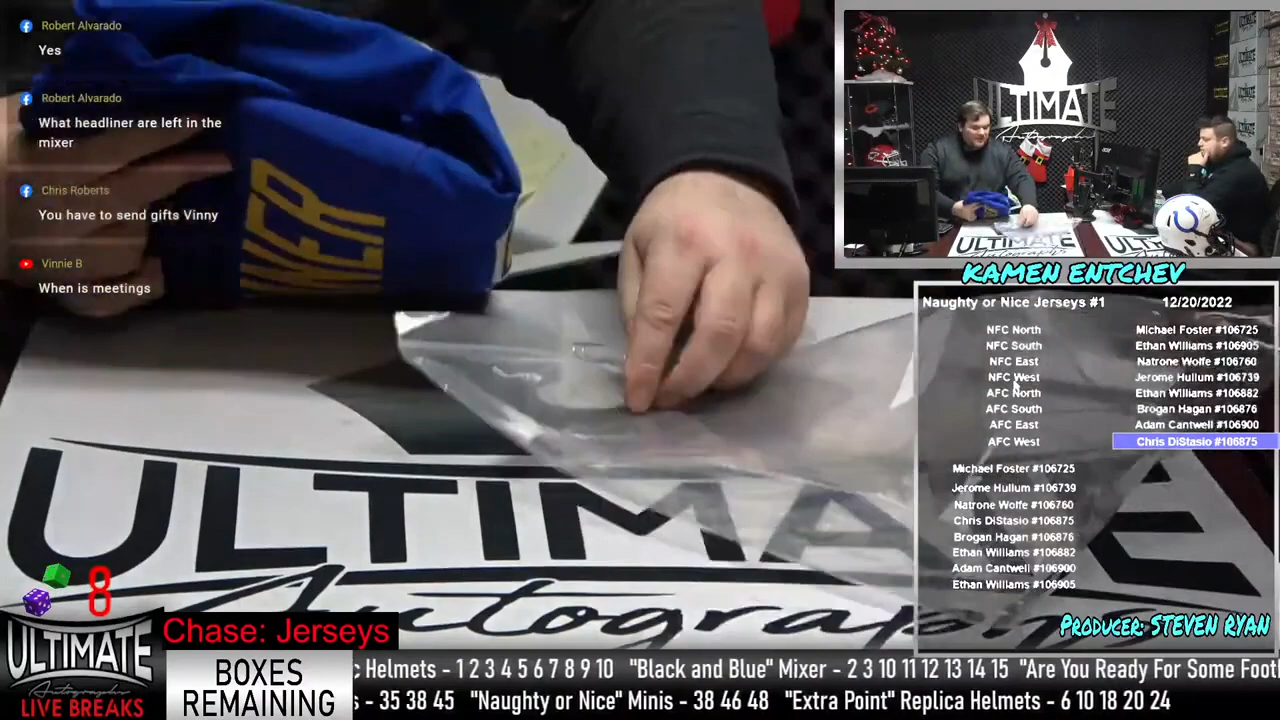 Robert Alvarado
Yes
Robert Alvarado
What headliner are left in the
mixer
Chris Roberts
You have to send gifts Vinny
Vinnie B
When is meetings
ULTIMATE
Autographs
KAMEN ENTCHEV
Naughty or Nice Jerseys #1 12/20/2022
NFC North Michael Foster #106725
NFC South Ethan Williams #106905
NFC East Natrone Wolfe #106760
NFC West Jerome Hullum #106739
AFC North Ethan Williams #106882
AFC South Brogan Hagan #106876
AFC East Adam Cantwell #106900
AFC West Chris DiStasio #106875
Michael Foster #106725
Jerome Hullum #106739
Natrone Wolfe #106760
Chris DiStasio #106875
Brogan Hagan #106876
Ethan Williams #106882
Adam Cantwell #106900
Ethan Williams #106905
PRODUCER: STEVEN RYAN
ULTIMA
Autograph
8
ULTIMATE
Autographs
LIVE BREAKS
Chase: Jerseys
BOXES
REMAINING
c Helmets - 1 2 3 4 5 6 7 8 9 10 "Black and Blue" Mixer - 2 3 10 11 12 13 14 15 "Are You Ready For Some Foot
s - 35 38 45 "Naughty or Nice" Minis - 38 46 48 "Extra Point" Replica Helmets - 6 10 18 20 24